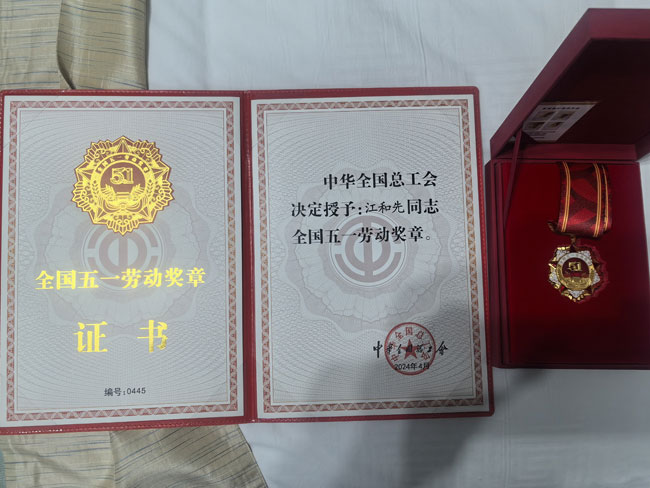 全国五一劳动奖章
证书
编号:0445
中华全国总工会
决定授予:江和先同志
全国五一劳动奖章。
中华全国总工会
2024年4月
51
51